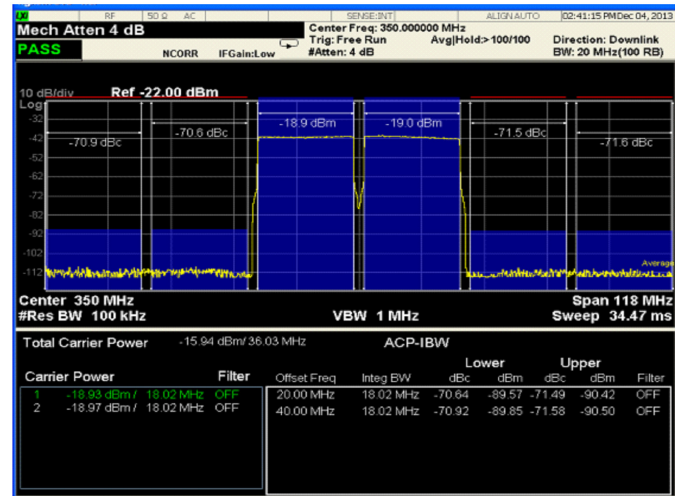 LXI RF 50 Ω AC SENSE:INT ALIGN AUTO 02:41:15 PM Dec 04, 2013
Mech Atten 4 dB Center Freq: 350.000000 MHz
Trig: Free Run Avg|Hold:> 100/100 Direction: Downlink
PASS NCORR IFGain:Low #Atten: 4 dB BW: 20 MHz(100 RB)
10 dB/div Ref -22.00 dBm
Log
-32
-18.9 dBm -19.0 dBm
-70.6 dBc -71.5 dBc
-42
-70.9 dBc -71.6 dBc
-52
-62
-72
-82
-92
-102
Average
-112
Center 350 MHz Span 118 MHz
#Res BW 100 kHz VBW 1 MHz Sweep 34.47 ms
Total Carrier Power -15.94 dBm/ 36.03 MHz ACP-IBW
Lower Upper
Carrier Power Filter Offset Freq Integ BW dBc dBm dBc dBm Filter
1 -18.93 dBm / 18.02 MHz OFF 20.00 MHz 18.02 MHz -70.64 -89.57 -71.49 -90.42 OFF
2 -18.97 dBm / 18.02 MHz OFF 40.00 MHz 18.02 MHz -70.92 -89.85 -71.58 -90.50 OFF